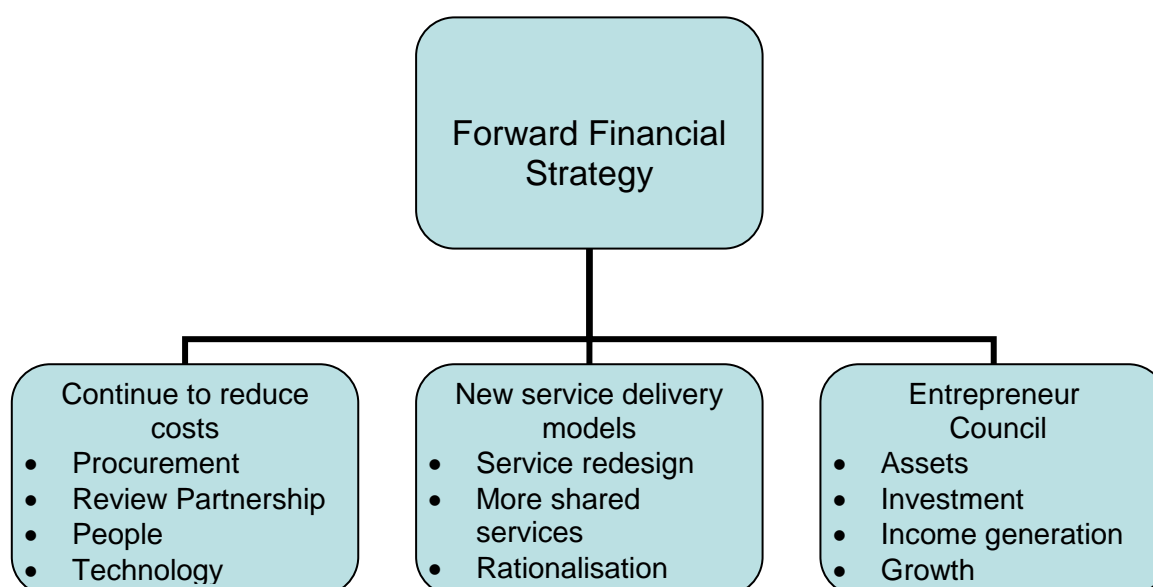 Forward Financial
Strategy
Continue to reduce
costs
• Procurement
• Review Partnership
• People
• Technology
New service delivery
models
• Service redesign
• More shared
services
• Rationalisation
Entrepreneur
Council
• Assets
• Investment
• Income generation
• Growth